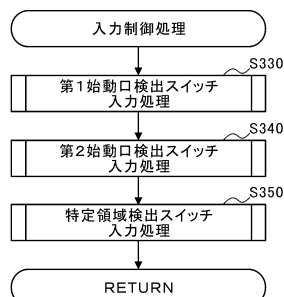 入力制御処理
S330
第1始動口検出スイッチ
入力処理
S340
第2始動口検出スイッチ
入力処理
S350
特定領域検出スイッチ
入力処理
RETURN